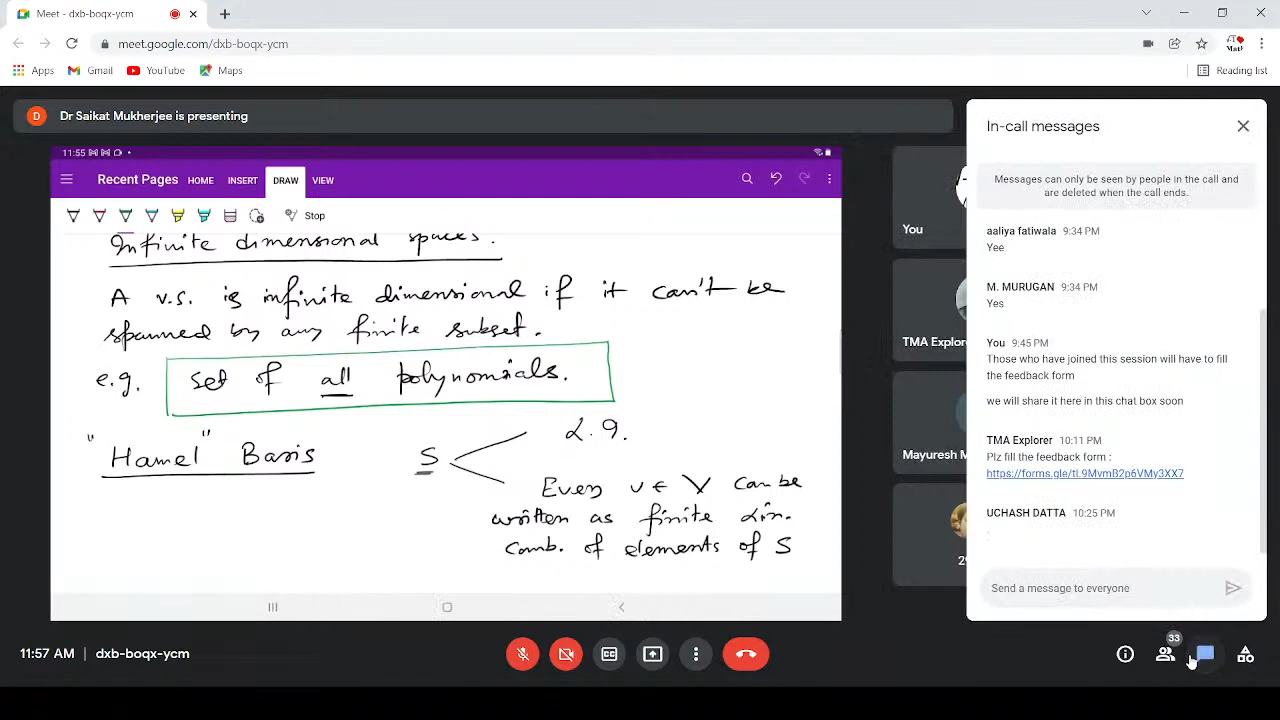 Meet - dxb-boqx-ycm
meet.google.com/dxb-boqx-ycm
Apps Gmail YouTube Maps Reading list
D Dr Saikat Mukherjee is presenting
11:55
Recent Pages HOME INSERT DRAW VIEW
Stop
Infinite dimensional spaces.
A v.s. is infinite dimensional if it can't be
spanned by any finite subset.
e.g. set of all polynomials.
"Hamel" Basis S L.I.
Every v ∈ V can be
written as finite lin.
comb. of elements of S
You
TMA Explore
Mayuresh M
29
In-call messages
Messages can only be seen by people in the call and
are deleted when the call ends.
aaliya fatiwala 9:34 PM
Yee
M. MURUGAN 9:34 PM
Yes
You 9:45 PM
Those who have joined this session will have to fill
the feedback form
we will share it here in this chat box soon
TMA Explorer 10:11 PM
Plz fill the feedback form :
https://forms.gle/tL9MvmB2p6VMy3XX7
UCHASH DATTA 10:25 PM
Send a message to everyone
11:57 AM | dxb-boqx-ycm
33